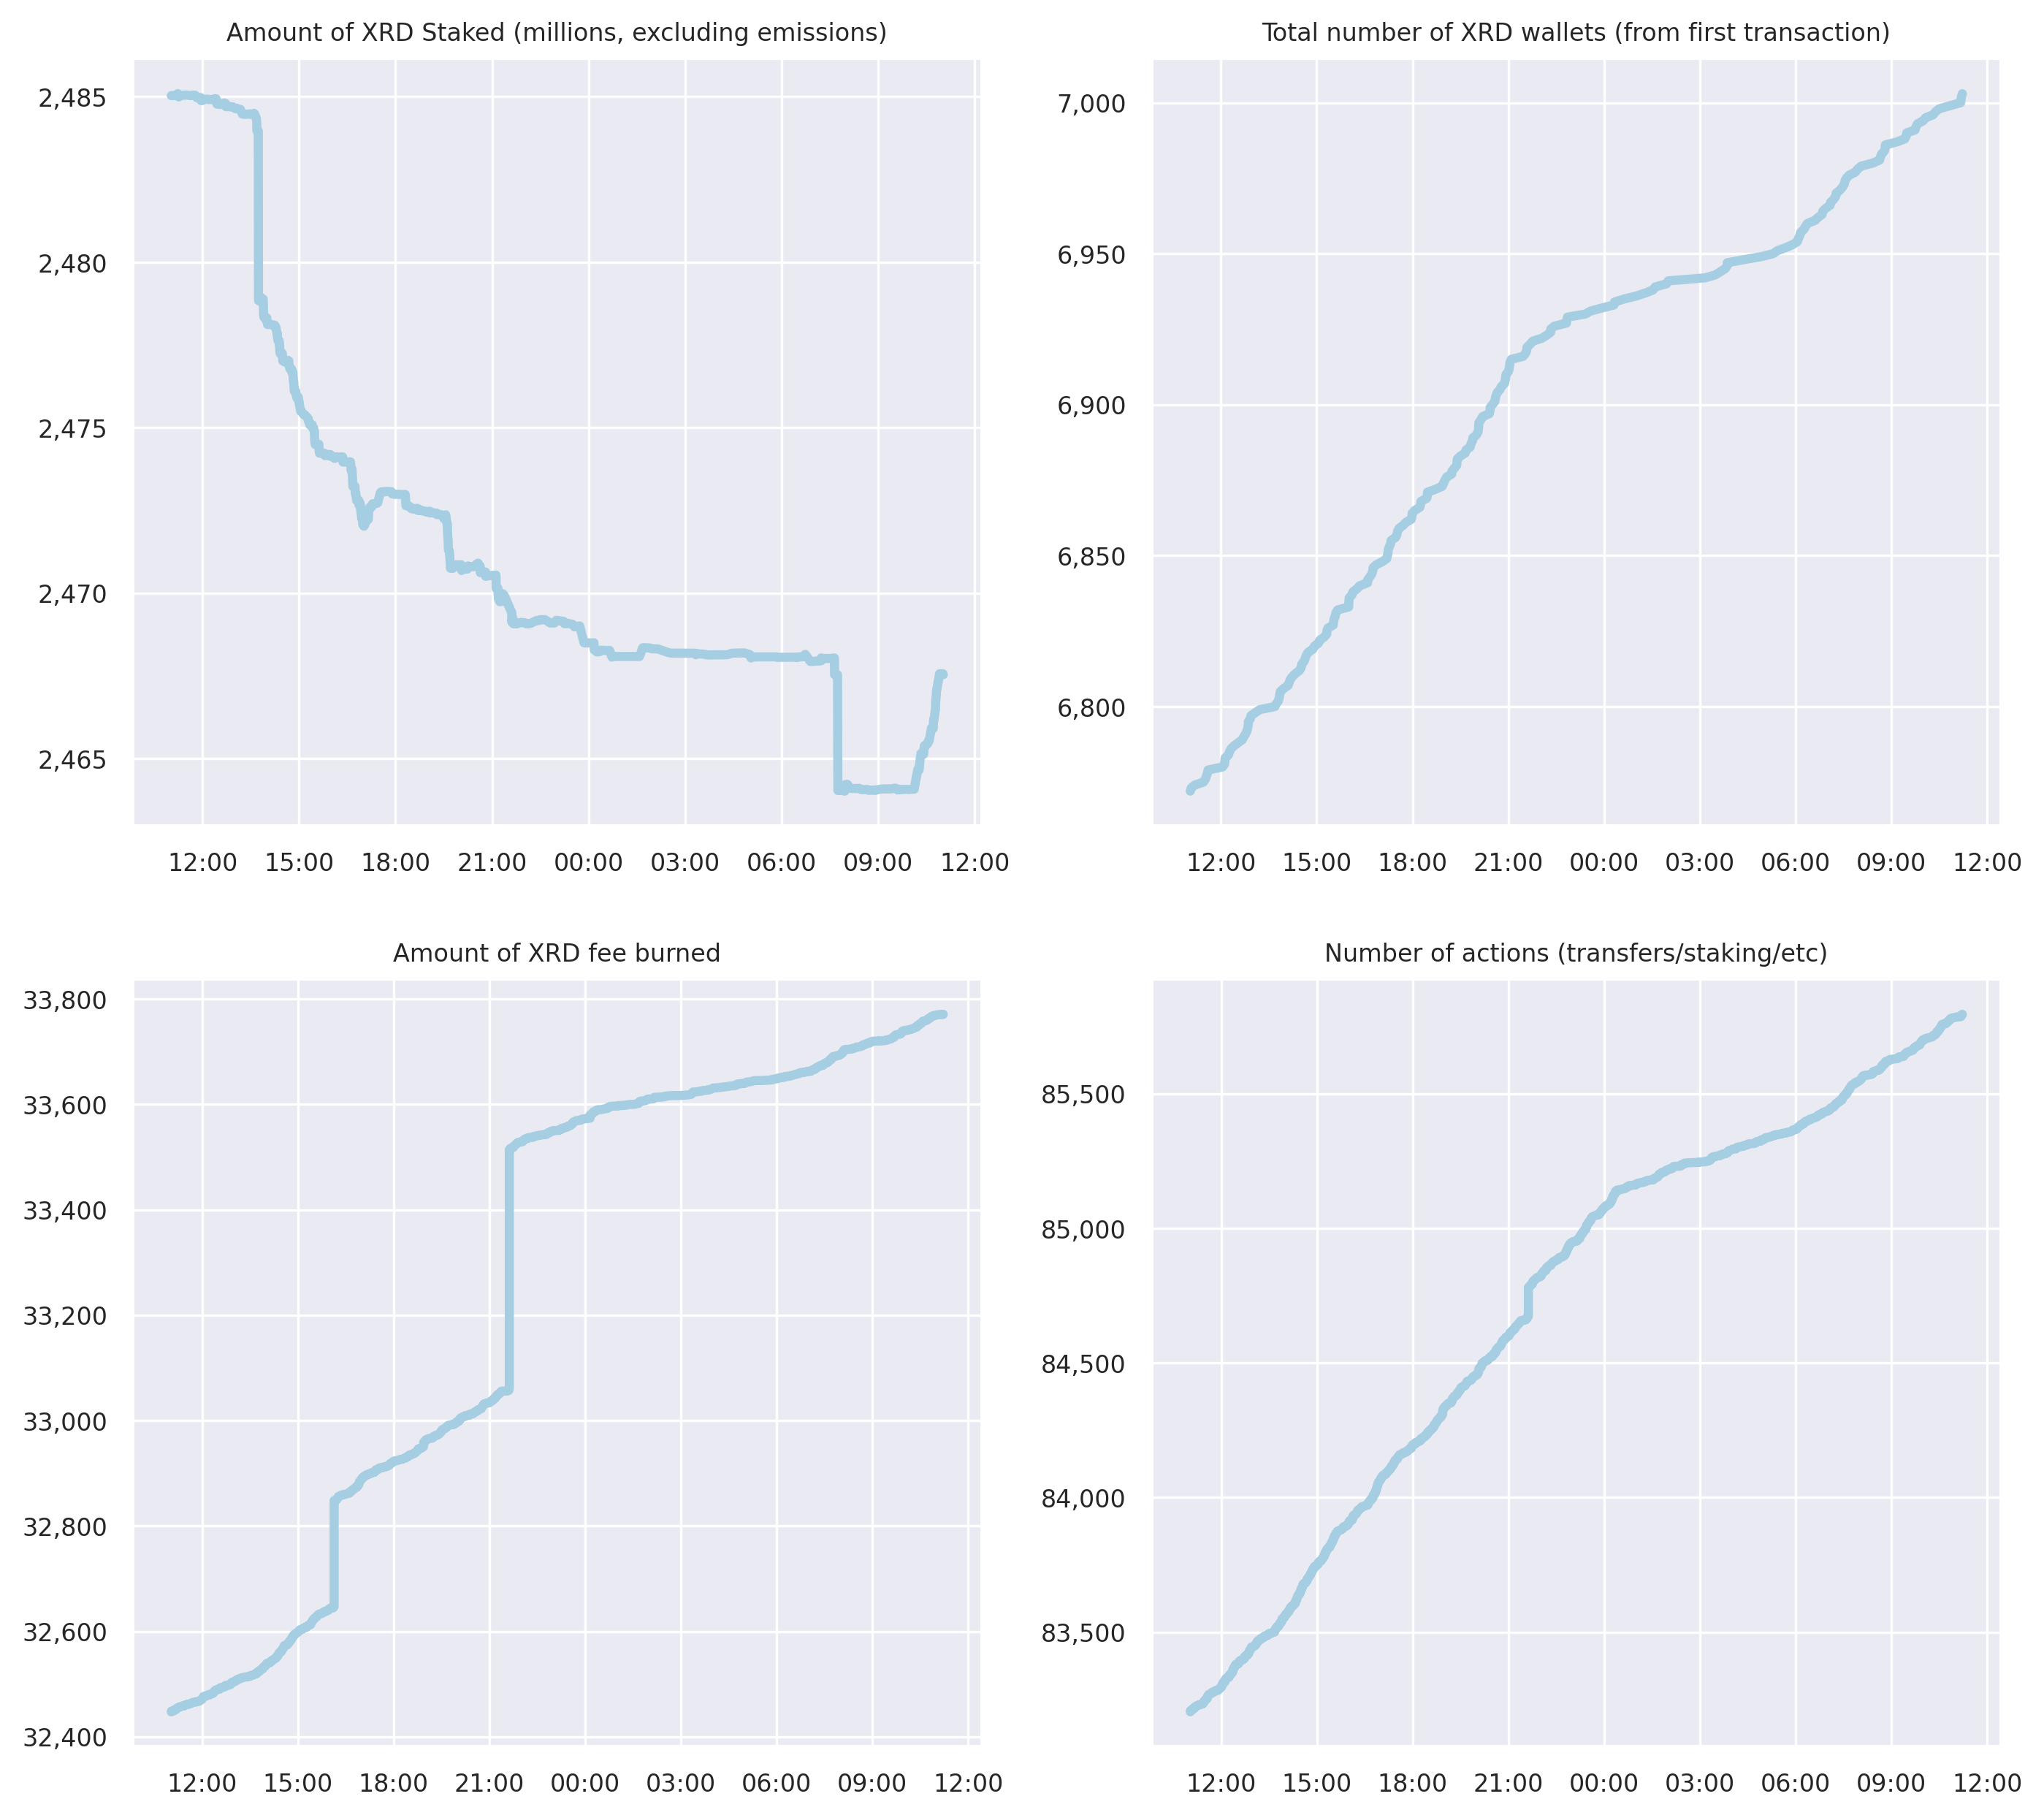 Amount of XRD Staked (millions, excluding emissions)
2,485
2,480
2,475
2,470
2,465
12:00 15:00 18:00 21:00 00:00 03:00 06:00 09:00 12:00
Total number of XRD wallets (from first transaction)
7,000
6,950
6,900
6,850
6,800
12:00 15:00 18:00 21:00 00:00 03:00 06:00 09:00 12:00
Amount of XRD fee burned
33,800
33,600
33,400
33,200
33,000
32,800
32,600
32,400
12:00 15:00 18:00 21:00 00:00 03:00 06:00 09:00 12:00
Number of actions (transfers/staking/etc)
85,500
85,000
84,500
84,000
83,500
12:00 15:00 18:00 21:00 00:00 03:00 06:00 09:00 12:00